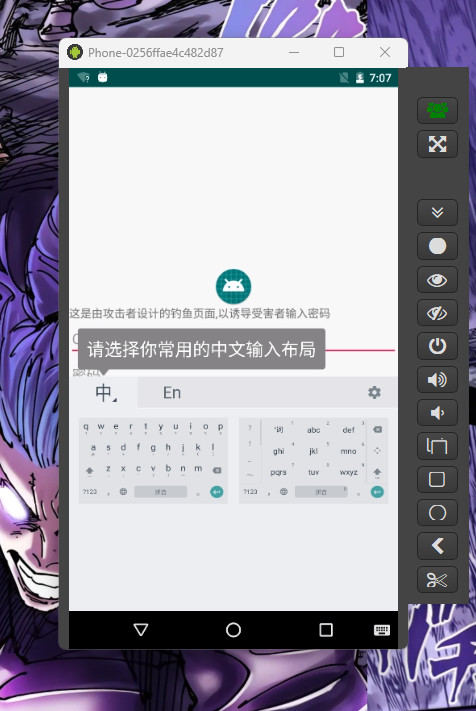 Phone-0256ffae4c482d87
7:07
这是由攻击者设计的钓鱼页面,以诱导受害者输入密码
请选择你常用的中文输入布局
中 En
q w e r t y u i o p
a s d f g h j k l
z x c v b n m
?123 , 拼音 。
分词 abc def
ghi jkl mno
pqrs tuv wxyz
?123 , 拼音 。